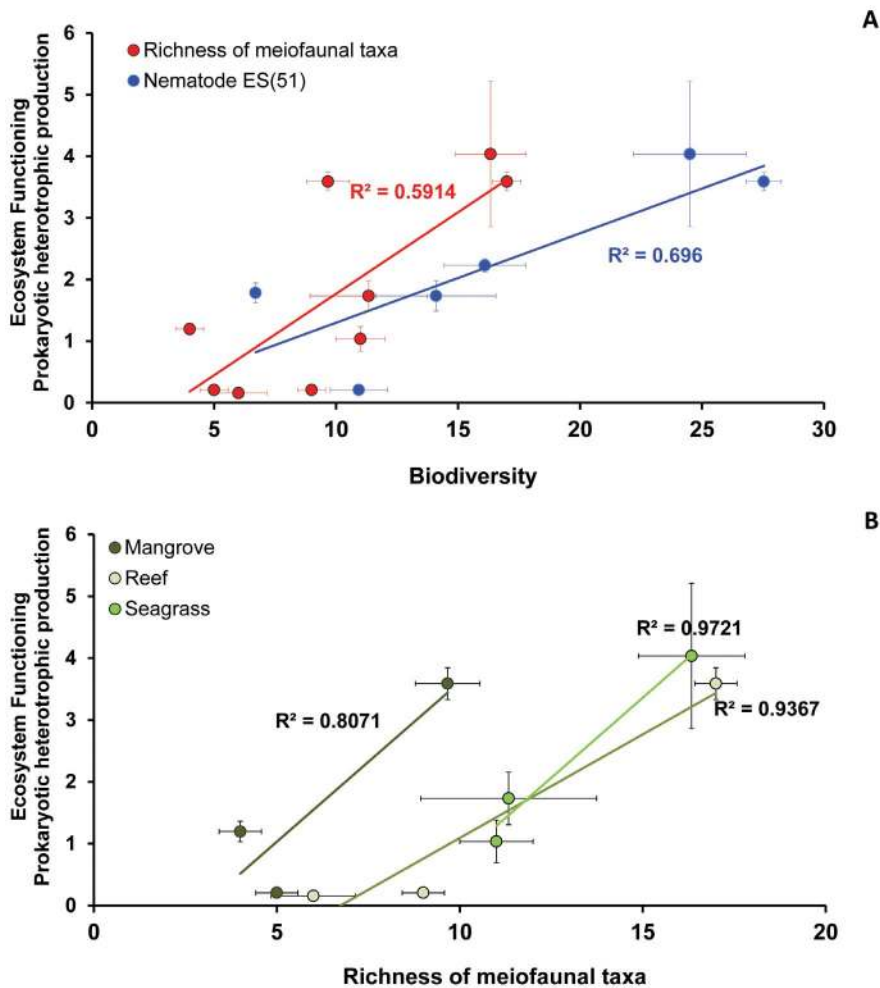 A
Ecosystem Functioning
Prokaryotic heterotrophic production
6
5
4
3
2
1
0
Richness of meiofaunal taxa
Nematode ES(51)
R² = 0.5914
R² = 0.696
0 5 10 15 20 25 30
Biodiversity
B
Ecosystem Functioning
Prokaryotic heterotrophic production
6
5
4
3
2
1
0
Mangrove
Reef
Seagrass
R² = 0.9721
R² = 0.8071
R² = 0.9367
0 5 10 15 20
Richness of meiofaunal taxa